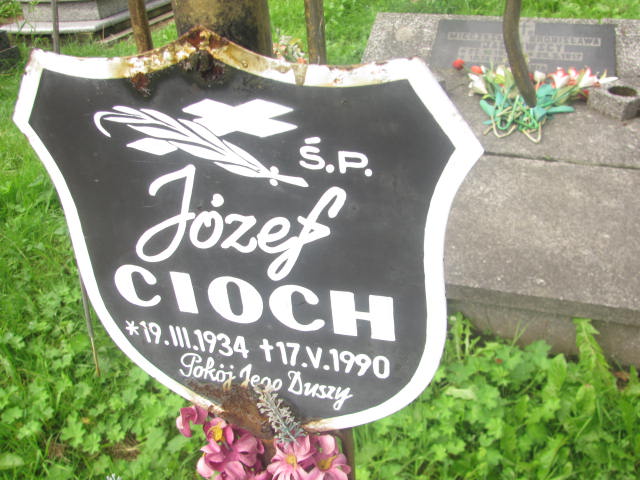 Ś.P.
Józef
CIOCH
*19.III.1934 †17.V.1990
Pokój Jego Duszy